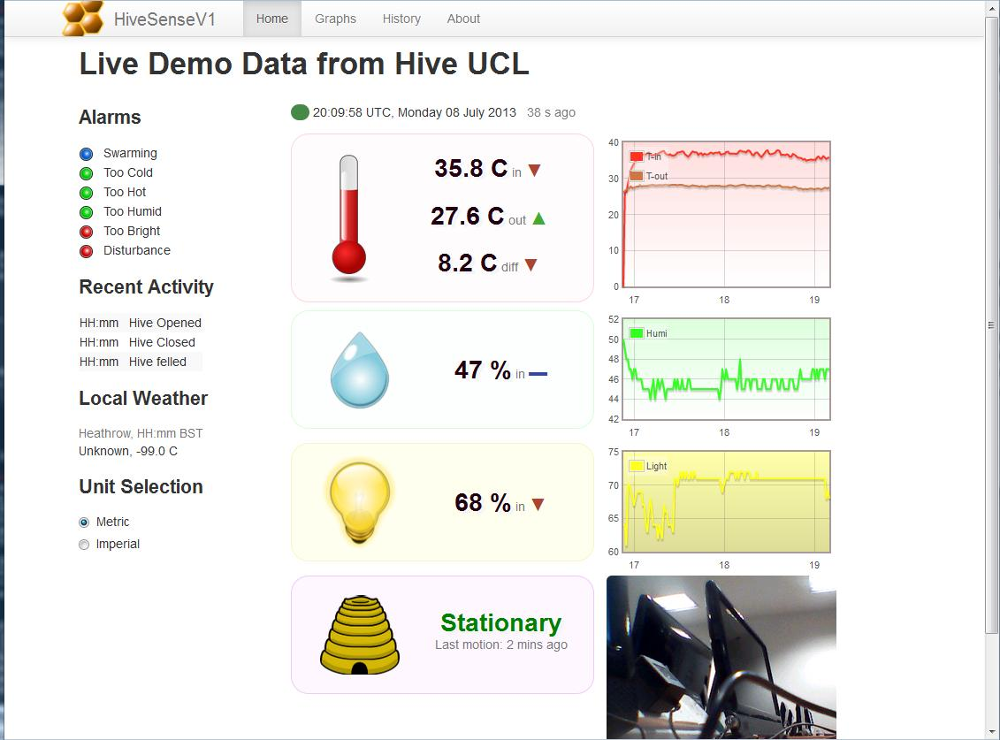 HiveSenseV1 Home Graphs History About
Live Demo Data from Hive UCL
Alarms
Swarming
Too Cold
Too Hot
Too Humid
Too Bright
Disturbance
Recent Activity
HH:mm Hive Opened
HH:mm Hive Closed
HH:mm Hive felled
Local Weather
Heathrow, HH:mm BST
Unknown, -99.0 C
Unit Selection
Metric
Imperial
20:09:58 UTC, Monday 08 July 2013 38 s ago
35.8 C in
27.6 C out
8.2 C diff
40
30
20
10
0
T-in
T-out
17 18 19
47 % in
52
50
48
46
44
42
Humi
17 18 19
68 % in
75
70
65
60
Light
17 18 19
Stationary
Last motion: 2 mins ago